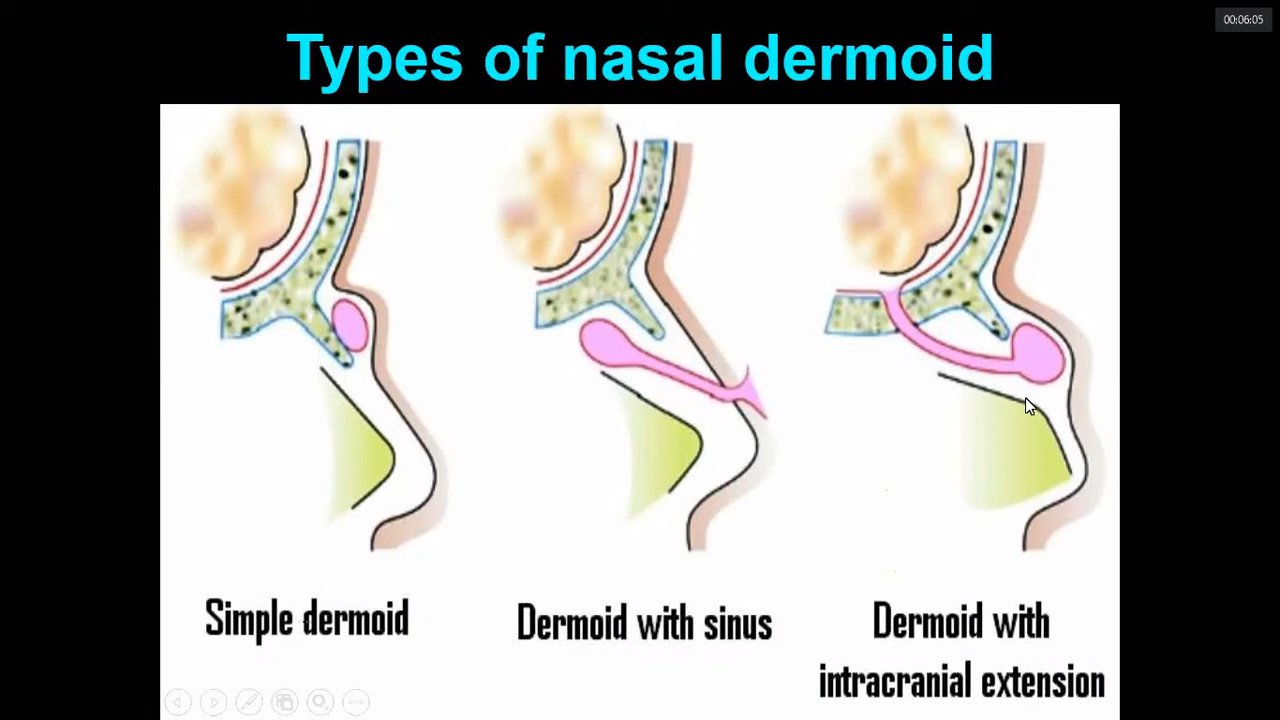 00:06:05
Types of nasal dermoid
Simple dermoid
Dermoid with sinus
Dermoid with
intracranial extension